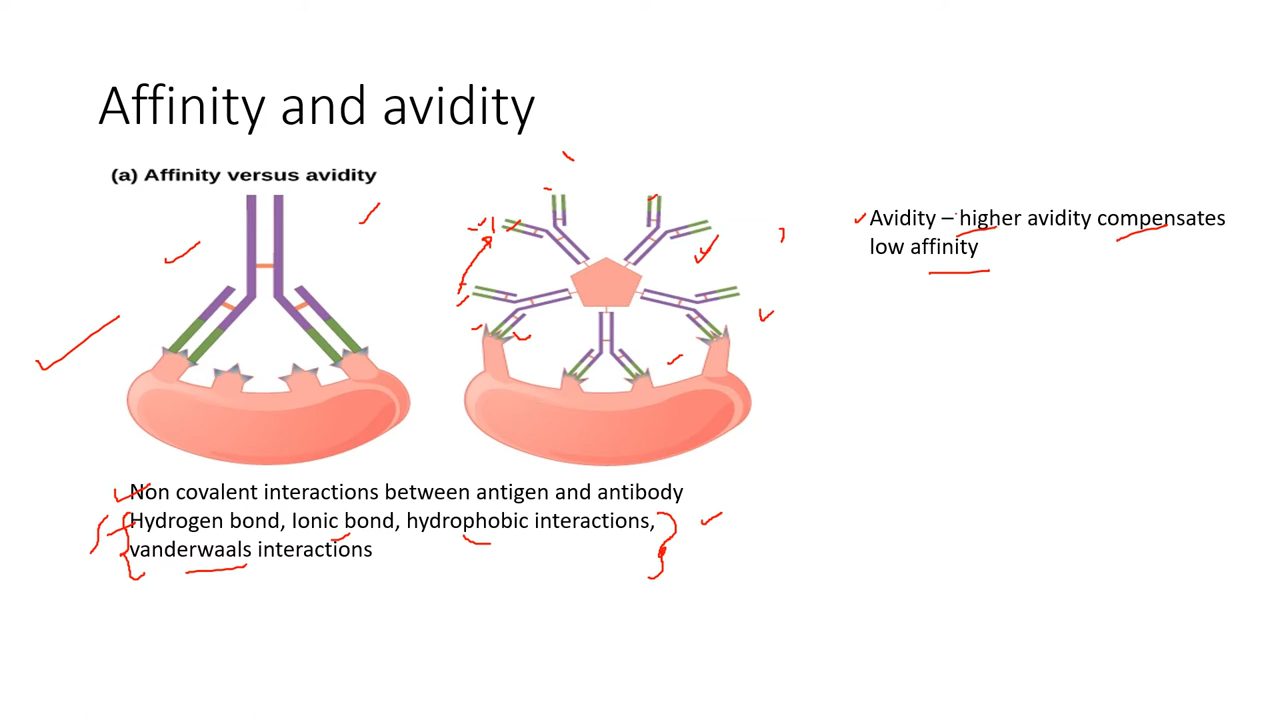 Affinity and avidity
(a) Affinity versus avidity
Avidity – higher avidity compensates
low affinity
Non covalent interactions between antigen and antibody
Hydrogen bond, Ionic bond, hydrophobic interactions,
vanderwaals interactions